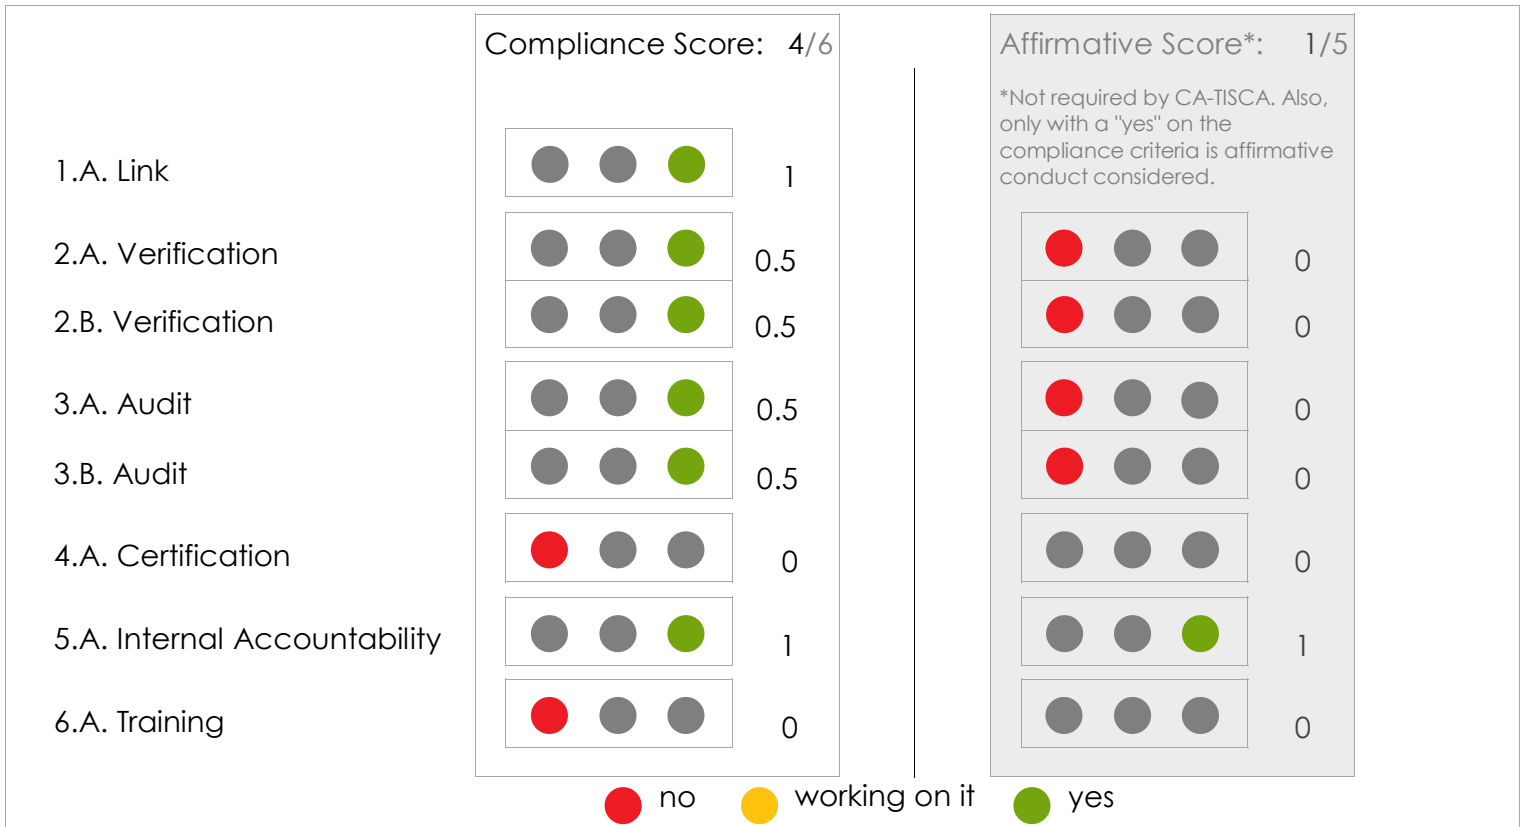 Compliance Score: 4/6
Affirmative Score*: 1/5
*Not required by CA-TISCA. Also,
only with a "yes" on the
compliance criteria is affirmative
conduct considered.
1.A. Link 1
2.A. Verification 0.5 0
2.B. Verification 0.5 0
3.A. Audit 0.5 0
3.B. Audit 0.5 0
4.A. Certification 0 0
5.A. Internal Accountability 1 1
6.A. Training 0 0
no working on it yes